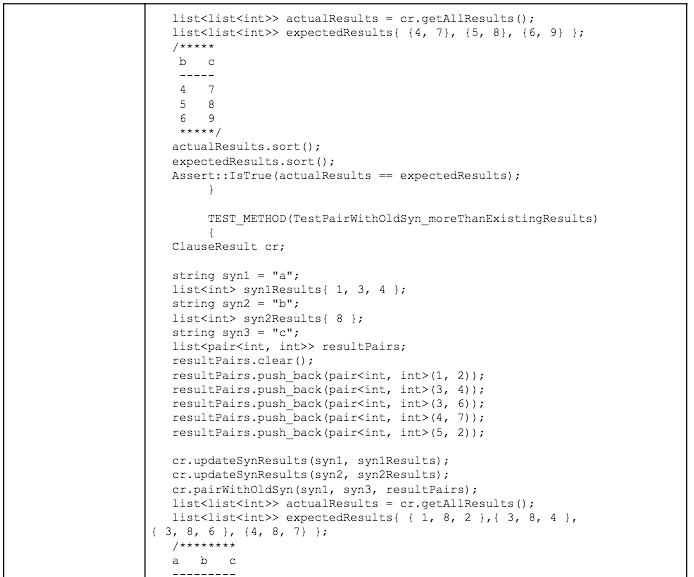 list<list<int>> actualResults = cr.getAllResults();
list<list<int>> expectedResults{ {4, 7}, {5, 8}, {6, 9} };
/*****
b c
-----
4 7
5 8
6 9
*****/
actualResults.sort();
expectedResults.sort();
Assert::IsTrue(actualResults == expectedResults);
}
TEST_METHOD(TestPairWithOldSyn_moreThanExistingResults)
{
ClauseResult cr;
string syn1 = "a";
list<int> syn1Results{ 1, 3, 4 };
string syn2 = "b";
list<int> syn2Results{ 8 };
string syn3 = "c";
list<pair<int, int>> resultPairs;
resultPairs.clear();
resultPairs.push_back(pair<int, int>(1, 2));
resultPairs.push_back(pair<int, int>(3, 4));
resultPairs.push_back(pair<int, int>(3, 6));
resultPairs.push_back(pair<int, int>(4, 7));
resultPairs.push_back(pair<int, int>(5, 2));
cr.updateSynResults(syn1, syn1Results);
cr.updateSynResults(syn2, syn2Results);
cr.pairWithOldSyn(syn1, syn3, resultPairs);
list<list<int>> actualResults = cr.getAllResults();
list<list<int>> expectedResults{ { 1, 8, 2 },{ 3, 8, 4 },
{ 3, 8, 6 }, {4, 8, 7} };
/********
a b c
---------